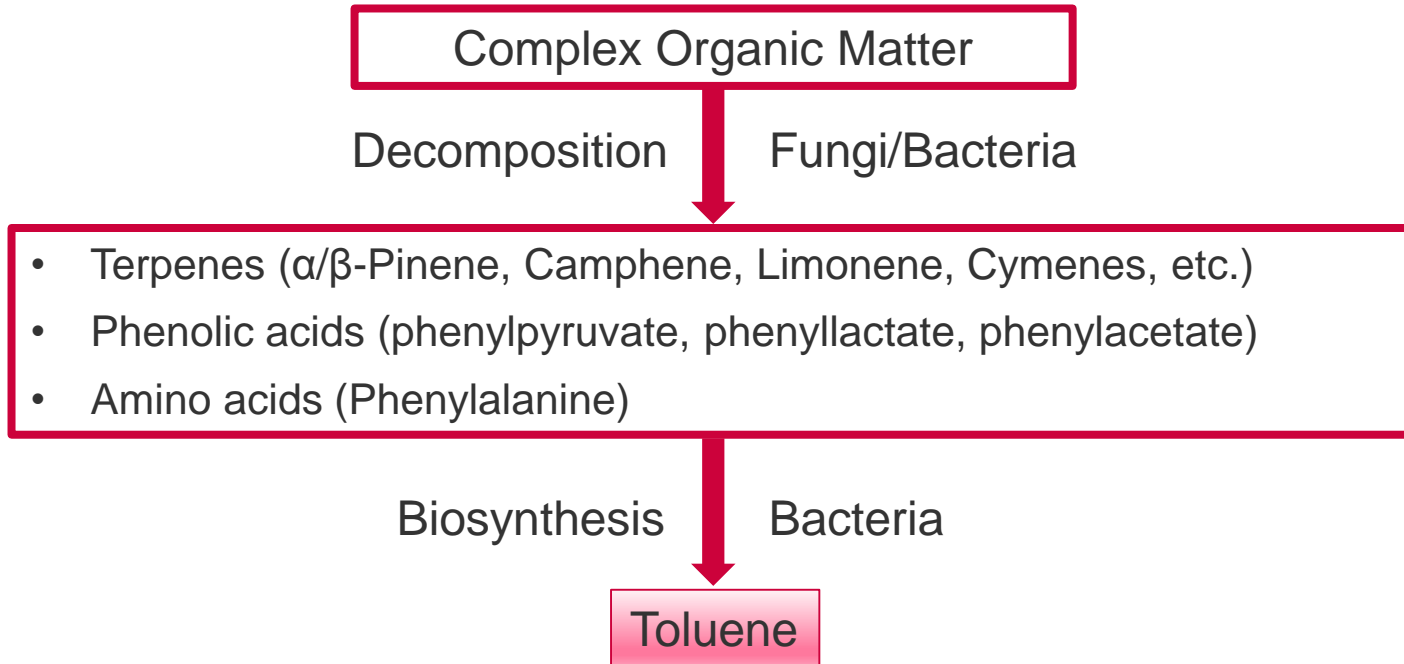 Complex Organic Matter
Decomposition Fungi/Bacteria
• Terpenes (α/β-Pinene, Camphene, Limonene, Cymenes, etc.)
• Phenolic acids (phenylpyruvate, phenyllactate, phenylacetate)
• Amino acids (Phenylalanine)
Biosynthesis Bacteria
Toluene